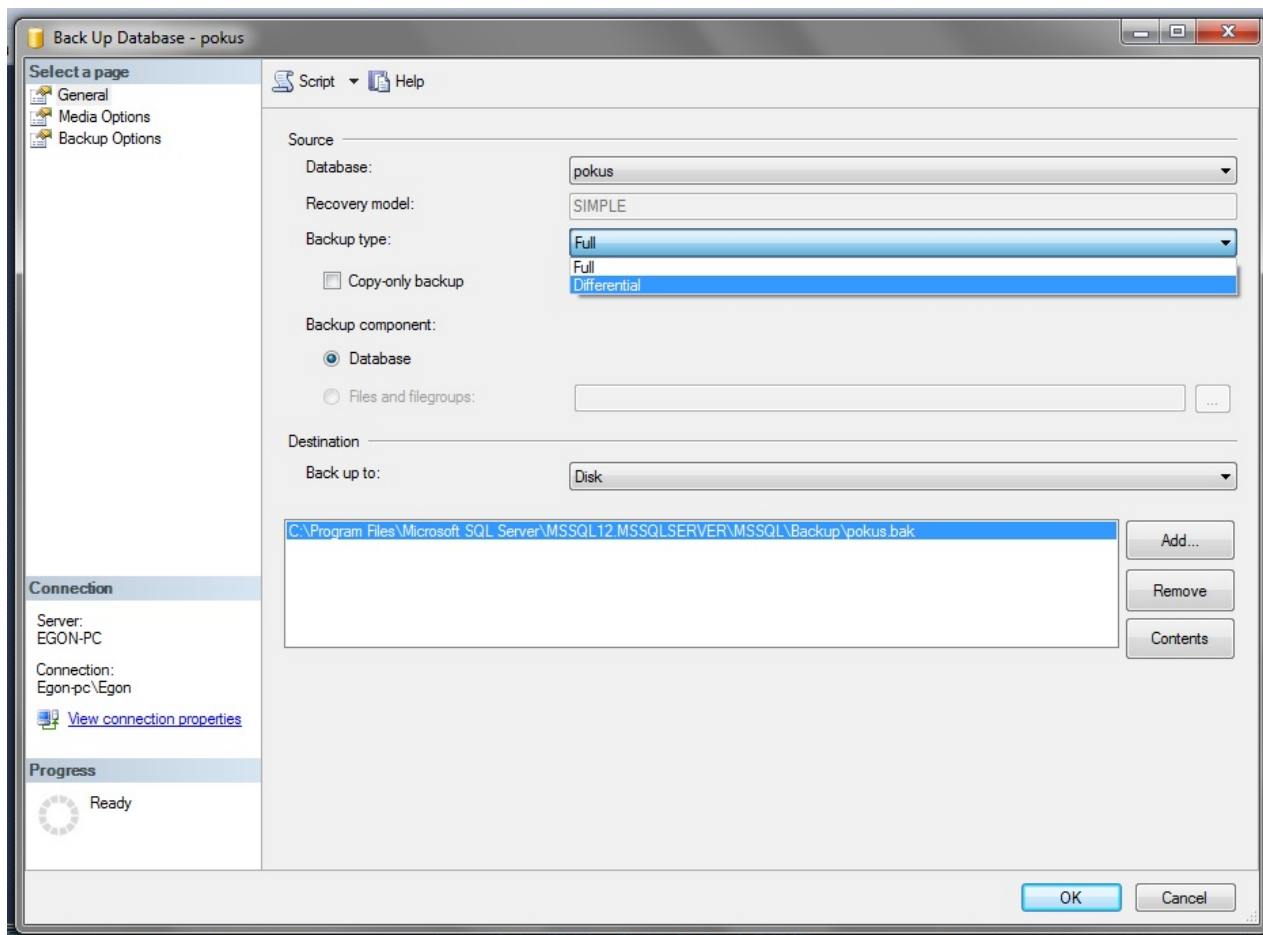 Back Up Database - pokus
Select a page
General
Media Options
Backup Options
Script
Help
Source
Database:
pokus
Recovery model:
SIMPLE
Backup type:
Full
Full
Differential
Copy-only backup
Backup component:
Database
Files and filegroups:
...
Destination
Back up to:
Disk
C:\Program Files\Microsoft SQL Server\MSSQL12.MSSQLSERVER\MSSQL\Backup\pokus.bak
Add...
Remove
Contents
Connection
Server:
EGON-PC
Connection:
Egon-pc\Egon
View connection properties
Progress
Ready
OK
Cancel